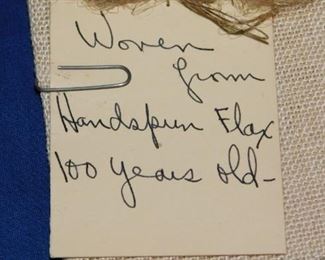 Woven
from
Handspun Flax
100 years old-